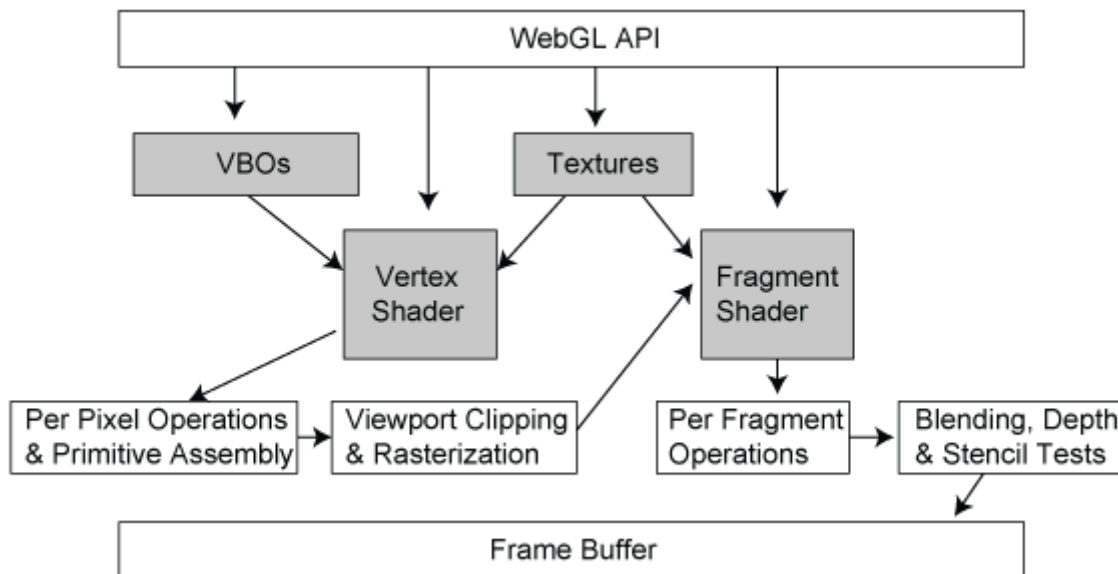 WebGL API
VBOs
Textures
Vertex
Shader
Fragment
Shader
Per Pixel Operations
& Primitive Assembly
Viewport Clipping
& Rasterization
Per Fragment
Operations
Blending, Depth
& Stencil Tests
Frame Buffer